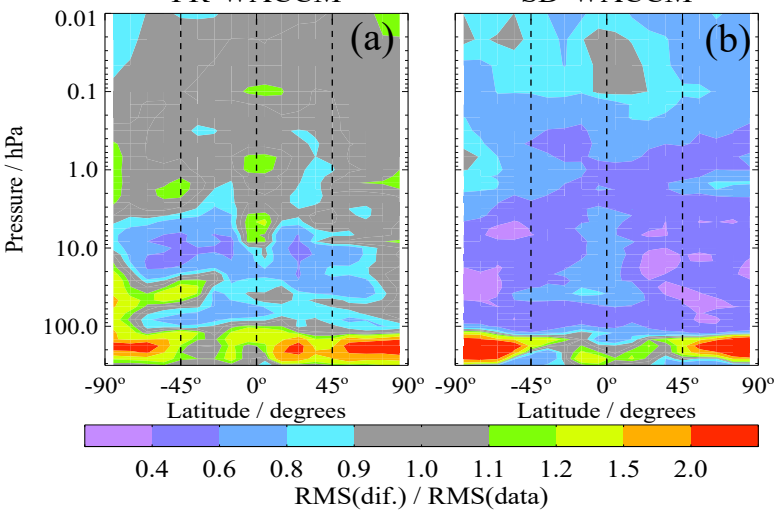 (a) (b)
0.01
0.1
1.0
10.0
100.0
Pressure / hPa
-90° -45° 0° 45° 90° -90° -45° 0° 45° 90°
Latitude / degrees Latitude / degrees
0.4 0.6 0.8 0.9 1.0 1.1 1.2 1.5 2.0
RMS(dif.) / RMS(data)